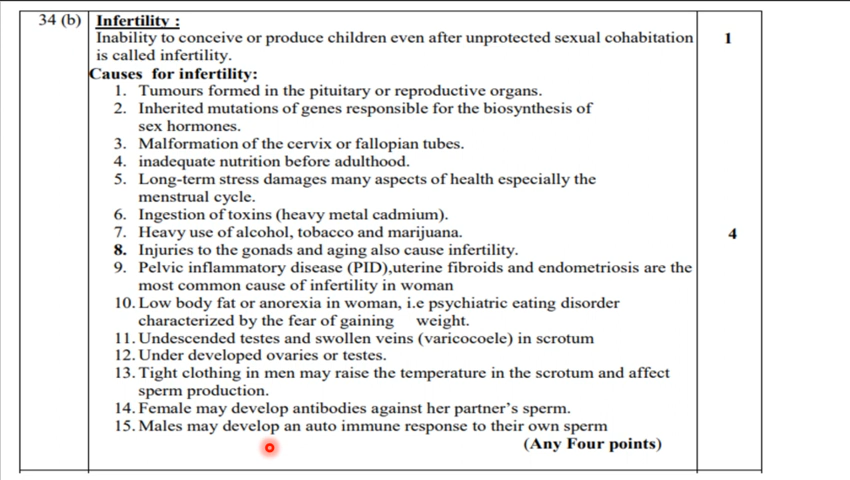 34 (b) Infertility :
Inability to conceive or produce children even after unprotected sexual cohabitation 1
is called infertility.
Causes for infertility:
1. Tumours formed in the pituitary or reproductive organs.
2. Inherited mutations of genes responsible for the biosynthesis of
sex hormones.
3. Malformation of the cervix or fallopian tubes.
4. inadequate nutrition before adulthood.
5. Long-term stress damages many aspects of health especially the
menstrual cycle.
6. Ingestion of toxins (heavy metal cadmium).
7. Heavy use of alcohol, tobacco and marijuana. 4
8. Injuries to the gonads and aging also cause infertility.
9. Pelvic inflammatory disease (PID),uterine fibroids and endometriosis are the
most common cause of infertility in woman
10. Low body fat or anorexia in woman, i.e psychiatric eating disorder
characterized by the fear of gaining weight.
11. Undescended testes and swollen veins (varicocoele) in scrotum
12. Under developed ovaries or testes.
13. Tight clothing in men may raise the temperature in the scrotum and affect
sperm production.
14. Female may develop antibodies against her partner's sperm.
15. Males may develop an auto immune response to their own sperm
(Any Four points)